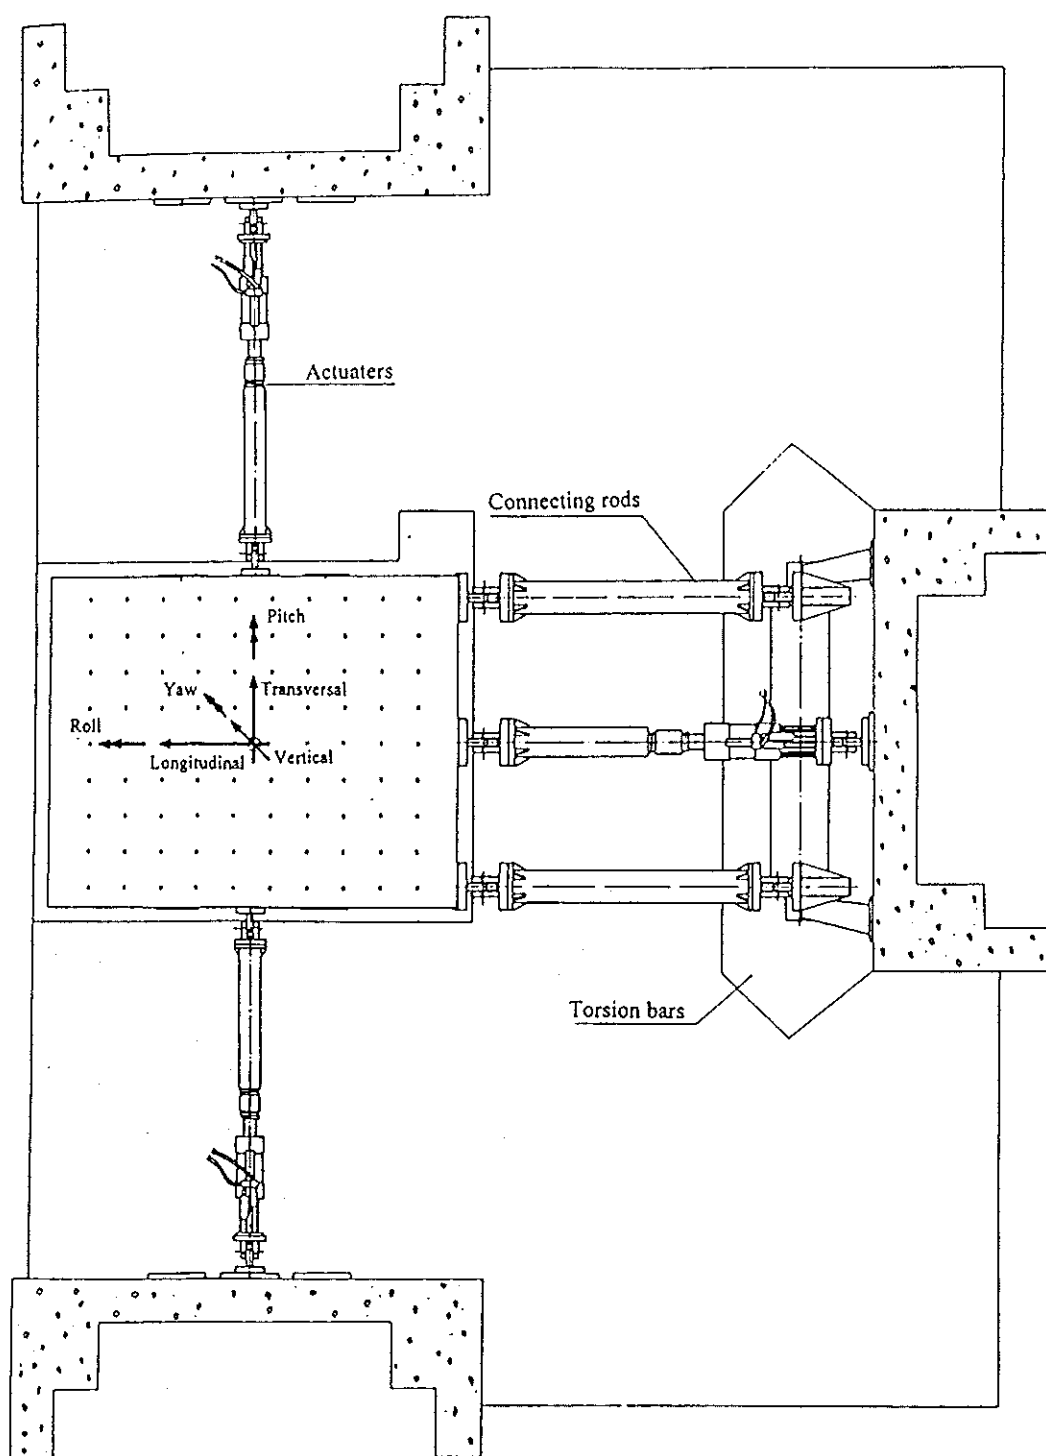 Actuaters
Connecting rods
Pitch
Yaw
Transversal
Roll
Longitudinal
Vertical
Torsion bars